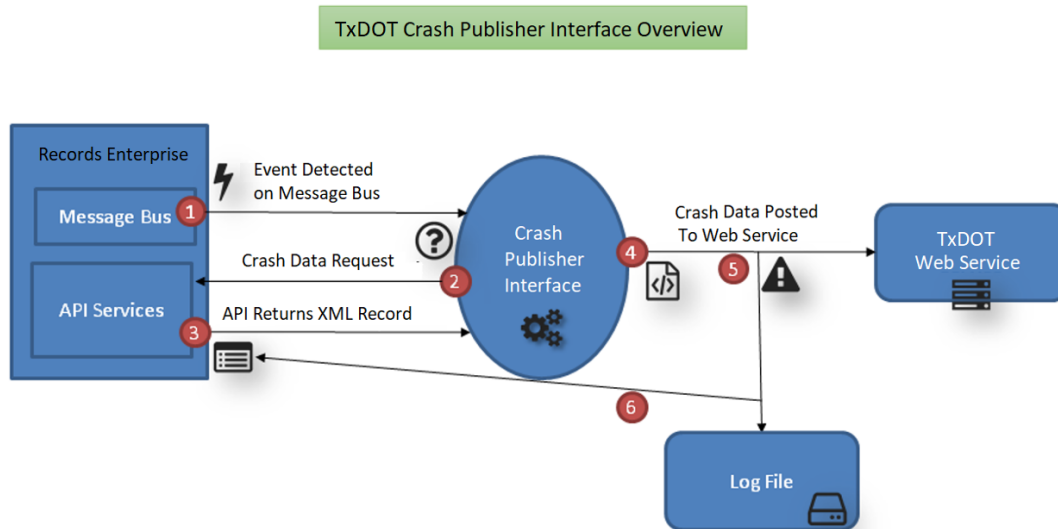 TxDOT Crash Publisher Interface Overview
Records Enterprise
Message Bus
1
Event Detected
on Message Bus
API Services
Crash Data Request
2
3
API Returns XML Record
Crash
Publisher
Interface
4
Crash Data Posted
To Web Service
5
TxDOT
Web Service
6
Log File